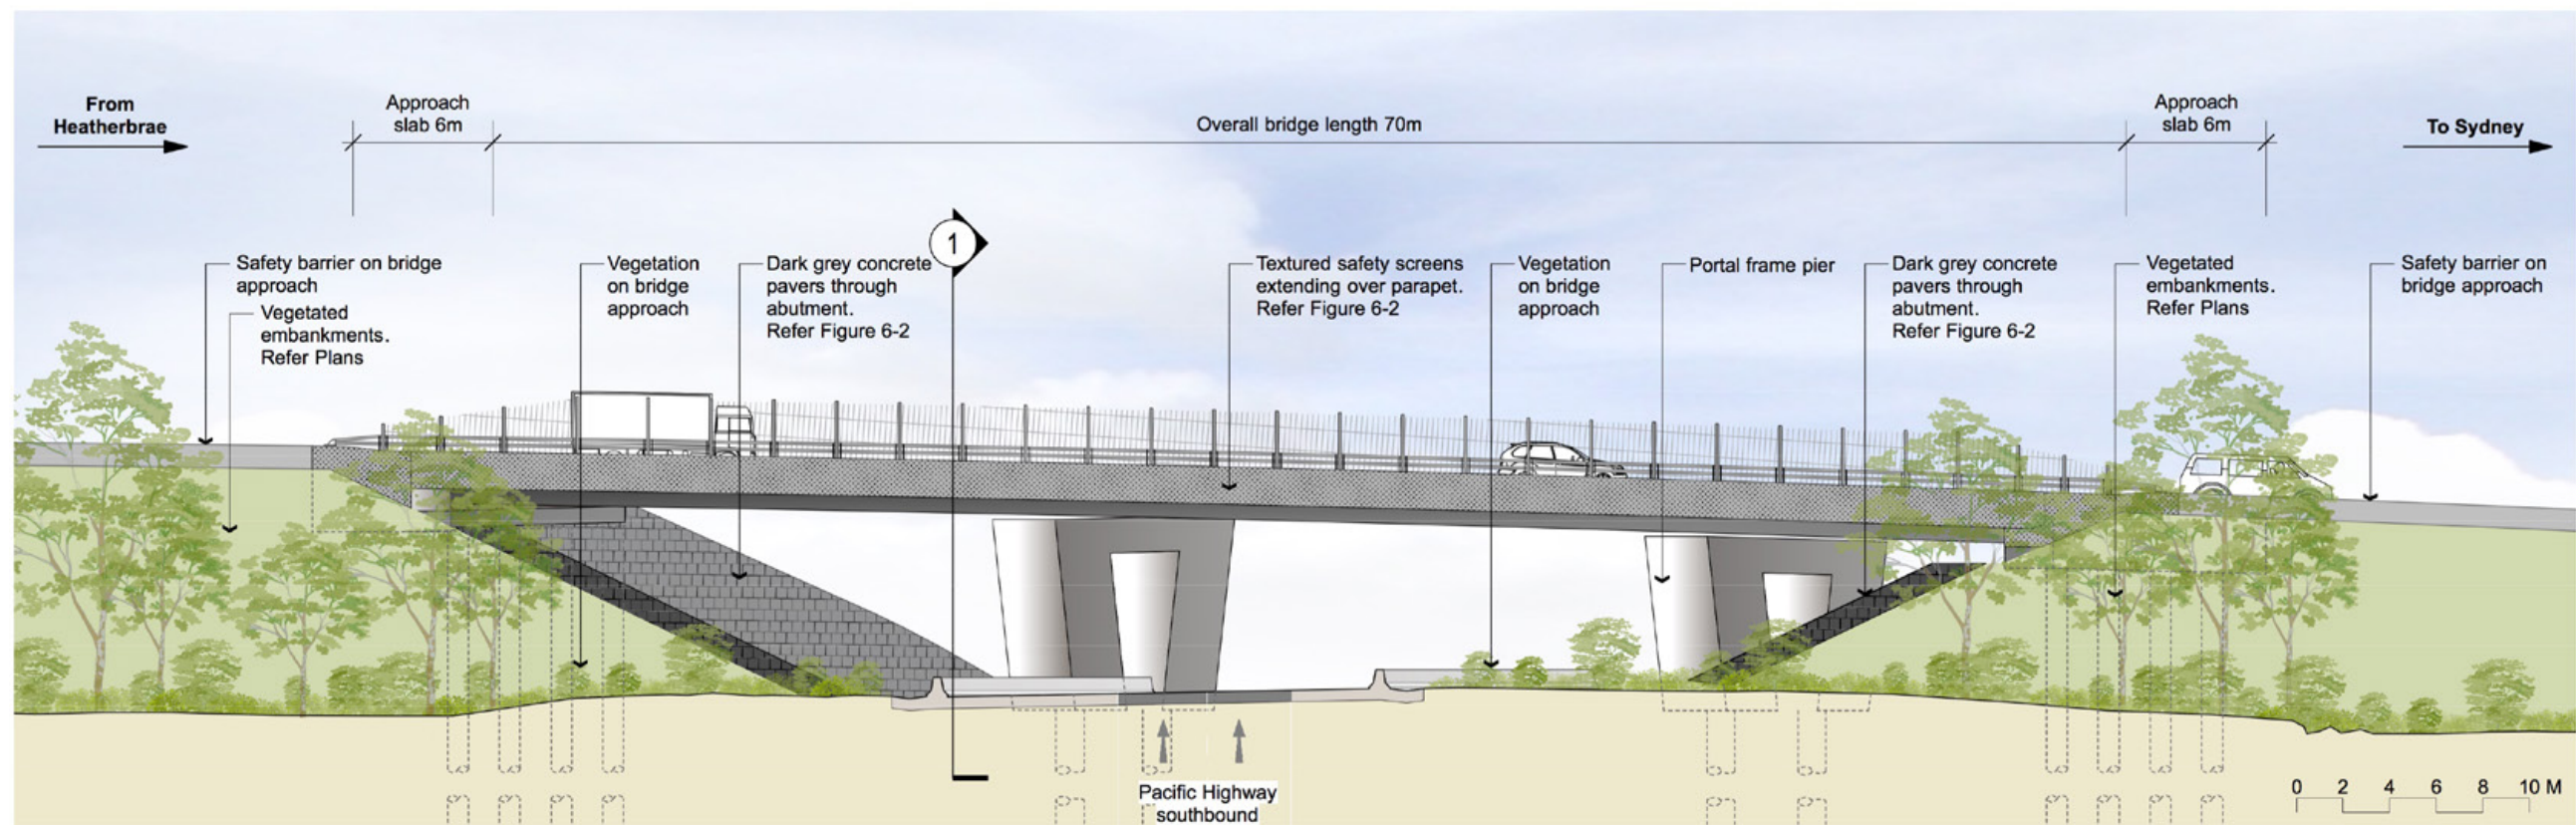 From
Heatherbrae
Approach
slab 6m
Overall bridge length 70m
Approach
slab 6m
To Sydney
Safety barrier on bridge
approach
Vegetated
embankments.
Refer Plans
Vegetation
on bridge
approach
Dark grey concrete
pavers through
abutment.
Refer Figure 6-2
1
Textured safety screens
extending over parapet.
Refer Figure 6-2
Vegetation
on bridge
approach
Portal frame pier
Dark grey concrete
pavers through
abutment.
Refer Figure 6-2
Vegetated
embankments.
Refer Plans
Safety barrier on
bridge approach
Pacific Highway
southbound
0 2 4 6 8 10 M